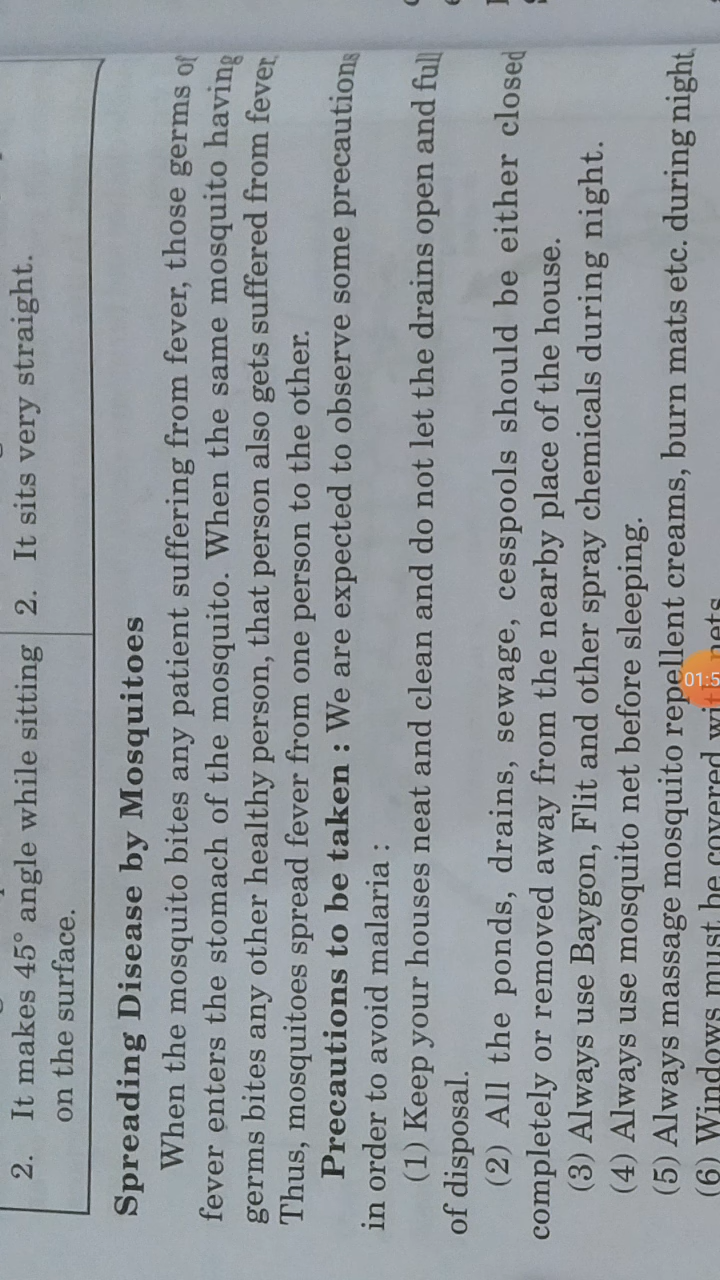 2. It makes 45° angle while sitting
on the surface.
2. It sits very straight.
Spreading Disease by Mosquitoes
When the mosquito bites any patient suffering from fever, those germs of
fever enters the stomach of the mosquito. When the same mosquito having
germs bites any other healthy person, that person also gets suffered from fever.
Thus, mosquitoes spread fever from one person to the other.
Precautions to be taken : We are expected to observe some precautions
in order to avoid malaria :
(1) Keep your houses neat and clean and do not let the drains open and full
of disposal.
(2) All the ponds, drains, sewage, cesspools should be either closed
completely or removed away from the nearby place of the house.
(3) Always use Baygon, Flit and other spray chemicals during night.
(4) Always use mosquito net before sleeping.
(5) Always massage mosquito repellent creams, burn mats etc. during night.
(6) Windows must be covered with nets
01:5